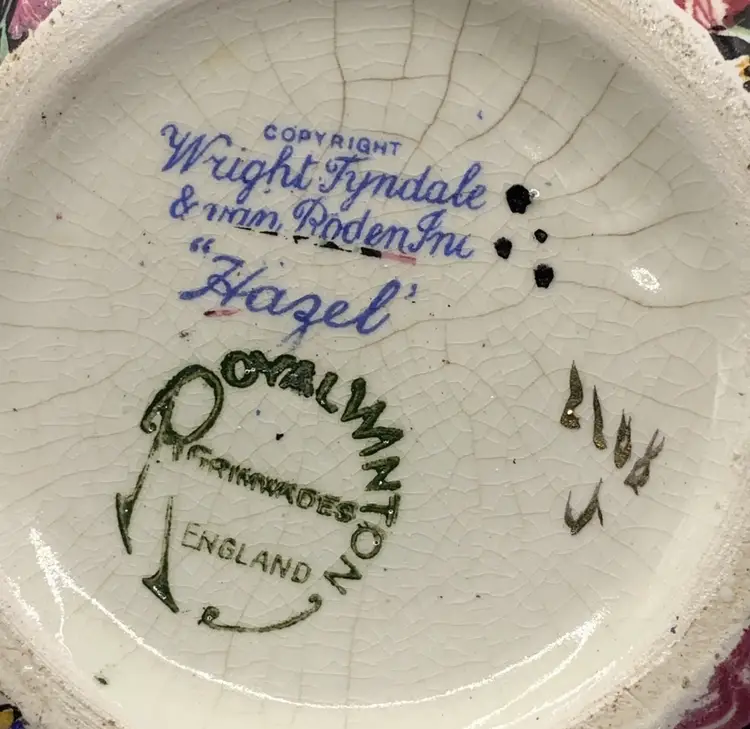 COPYRIGHT
Wright Tyndale
& van Roden Inc
"Hazel'
ROYAL WINTON
GRIMWADES
ENGLAND